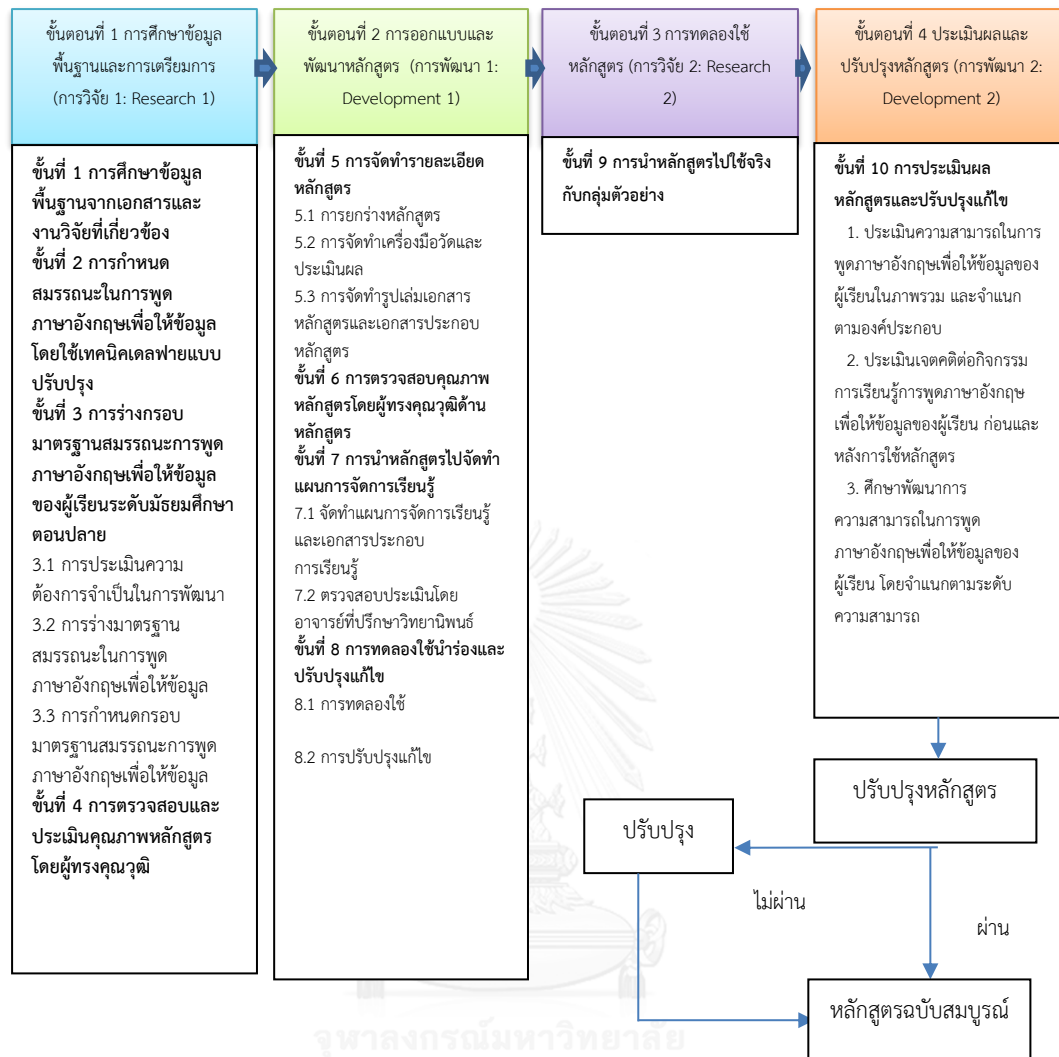 ขั้นตอนที่ 1 การศึกษาข้อมูล
พื้นฐานและการเตรียมการ
(การวิจัย 1: Research 1)
ขั้นที่ 1 การศึกษาข้อมูล
พื้นฐานจากเอกสารและ
งานวิจัยที่เกี่ยวข้อง
ขั้นที่ 2 การกำหนด
สมรรถนะในการพูด
ภาษาอังกฤษเพื่อให้ข้อมูล
โดยใช้เทคนิคเดลฟายแบบ
ปรับปรุง
ขั้นที่ 3 การร่างกรอบ
มาตรฐานสมรรถนะการพูด
ภาษาอังกฤษเพื่อให้ข้อมูล
ของผู้เรียนระดับมัธยมศึกษา
ตอนปลาย
3.1 การประเมินความ
ต้องการจำเป็นในการพัฒนา
3.2 การร่างมาตรฐาน
สมรรถนะในการพูด
ภาษาอังกฤษเพื่อให้ข้อมูล
3.3 การกำหนดกรอบ
มาตรฐานสมรรถนะการพูด
ภาษาอังกฤษเพื่อให้ข้อมูล
ขั้นที่ 4 การตรวจสอบและ
ประเมินคุณภาพหลักสูตร
โดยผู้ทรงคุณวุฒิ
ขั้นตอนที่ 2 การออกแบบและ
พัฒนาหลักสูตร (การพัฒนา 1:
Development 1)
ขั้นที่ 5 การจัดทำรายละเอียด
หลักสูตร
5.1 การยกร่างหลักสูตร
5.2 การจัดทำเครื่องมือวัดและ
ประเมินผล
5.3 การจัดทำรูปเล่มเอกสาร
หลักสูตรและเอกสารประกอบ
หลักสูตร
ขั้นที่ 6 การตรวจสอบคุณภาพ
หลักสูตรโดยผู้ทรงคุณวุฒิด้าน
หลักสูตร
ขั้นที่ 7 การนำหลักสูตรไปจัดทำ
แผนการจัดการเรียนรู้
7.1 จัดทำแผนการจัดการเรียนรู้
และเอกสารประกอบ
การเรียนรู้
7.2 ตรวจสอบประเมินโดย
อาจารย์ที่ปรึกษาวิทยานิพนธ์
ขั้นที่ 8 การทดลองใช้นำร่องและ
ปรับปรุงแก้ไข
8.1 การทดลองใช้
8.2 การปรับปรุงแก้ไข
ขั้นตอนที่ 3 การทดลองใช้
หลักสูตร (การวิจัย 2: Research
2)
ขั้นที่ 9 การนำหลักสูตรไปใช้จริง
กับกลุ่มตัวอย่าง
ขั้นตอนที่ 4 ประเมินผลและ
ปรับปรุงหลักสูตร (การพัฒนา 2:
Development 2)
ขั้นที่ 10 การประเมินผล
หลักสูตรและปรับปรุงแก้ไข
1. ประเมินความสามารถในการ
พูดภาษาอังกฤษเพื่อให้ข้อมูลของ
ผู้เรียนในภาพรวม และจำแนก
ตามองค์ประกอบ
2. ประเมินเจตคติต่อกิจกรรม
การเรียนรู้การพูดภาษาอังกฤษ
เพื่อให้ข้อมูลของผู้เรียน ก่อนและ
หลังการใช้หลักสูตร
3. ศึกษาพัฒนาการ
ความสามารถในการพูด
ภาษาอังกฤษเพื่อให้ข้อมูลของ
ผู้เรียน โดยจำแนกตามระดับ
ความสามารถ
ปรับปรุงหลักสูตร
ปรับปรุง
ไม่ผ่าน
ผ่าน
หลักสูตรฉบับสมบูรณ์
จุฬาลงกรณ์มหาวิทยาลัย